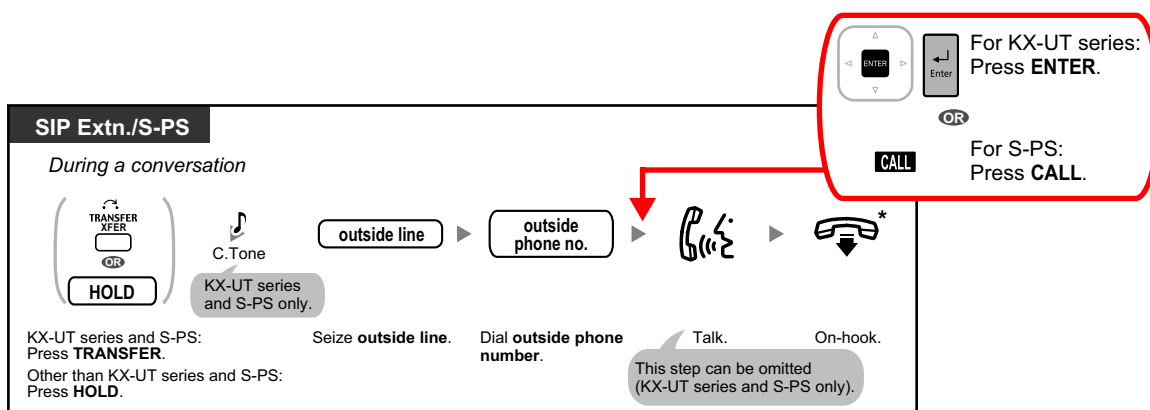 For KX-UT series:
Press ENTER.
ENTER
Enter
OR
For S-PS:
Press CALL.
CALL
SIP Extn./S-PS
During a conversation
TRANSFER
XFER
OR
HOLD
C.Tone
KX-UT series
and S-PS only.
outside line
outside
phone no.
*
KX-UT series and S-PS:
Press TRANSFER.
Other than KX-UT series and S-PS:
Press HOLD.
Seize outside line.
Dial outside phone
number.
Talk.
This step can be omitted
(KX-UT series and S-PS only).
On-hook.